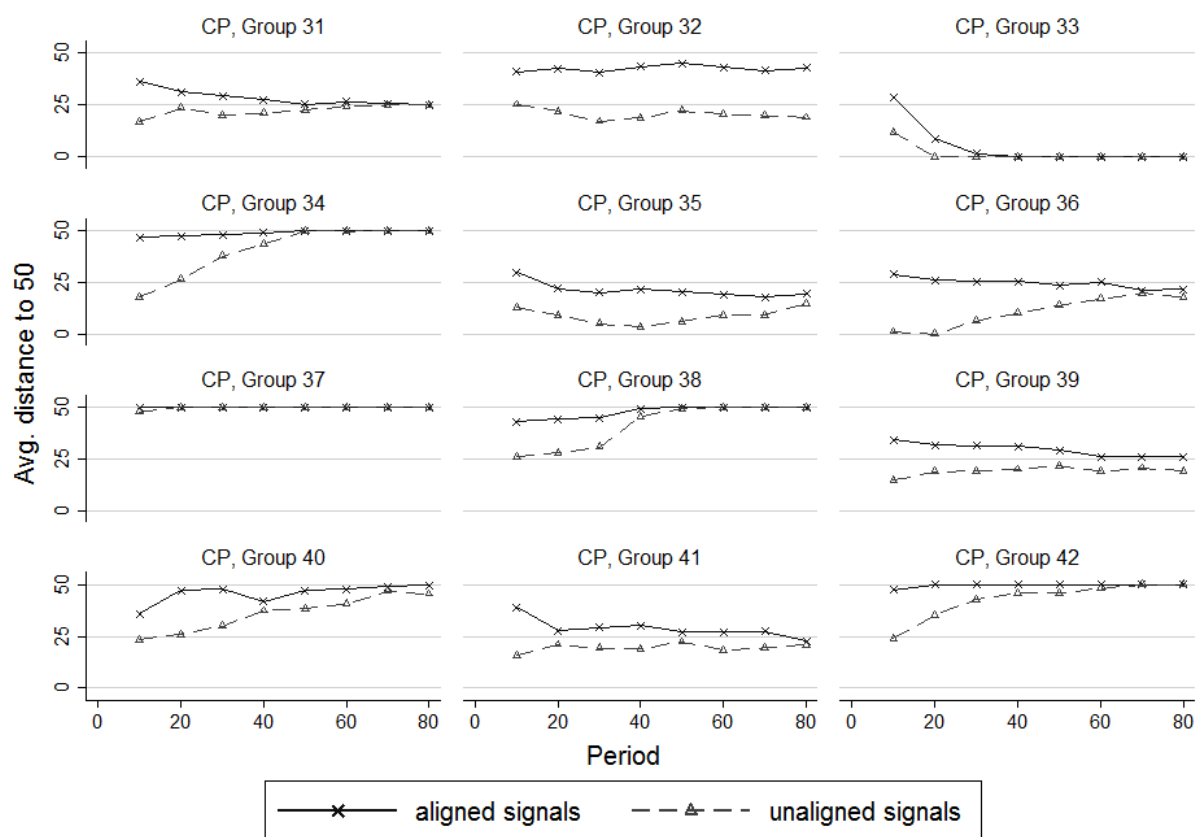 CP, Group 31 CP, Group 32 CP, Group 33
50
25
0
CP, Group 34 CP, Group 35 CP, Group 36
50
25
0
CP, Group 37 CP, Group 38 CP, Group 39
50
25
0
CP, Group 40 CP, Group 41 CP, Group 42
50
25
0
Avg. distance to 50
0 20 40 60 80 0 20 40 60 80 0 20 40 60 80
Period
aligned signals unaligned signals